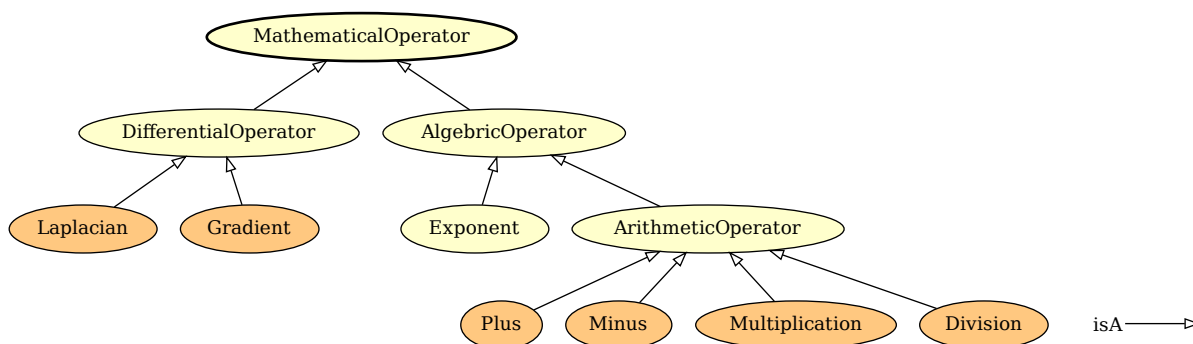 MathematicalOperator
DifferentialOperator
AlgebricOperator
Laplacian
Gradient
Exponent
ArithmeticOperator
Plus
Minus
Multiplication
Division
isA